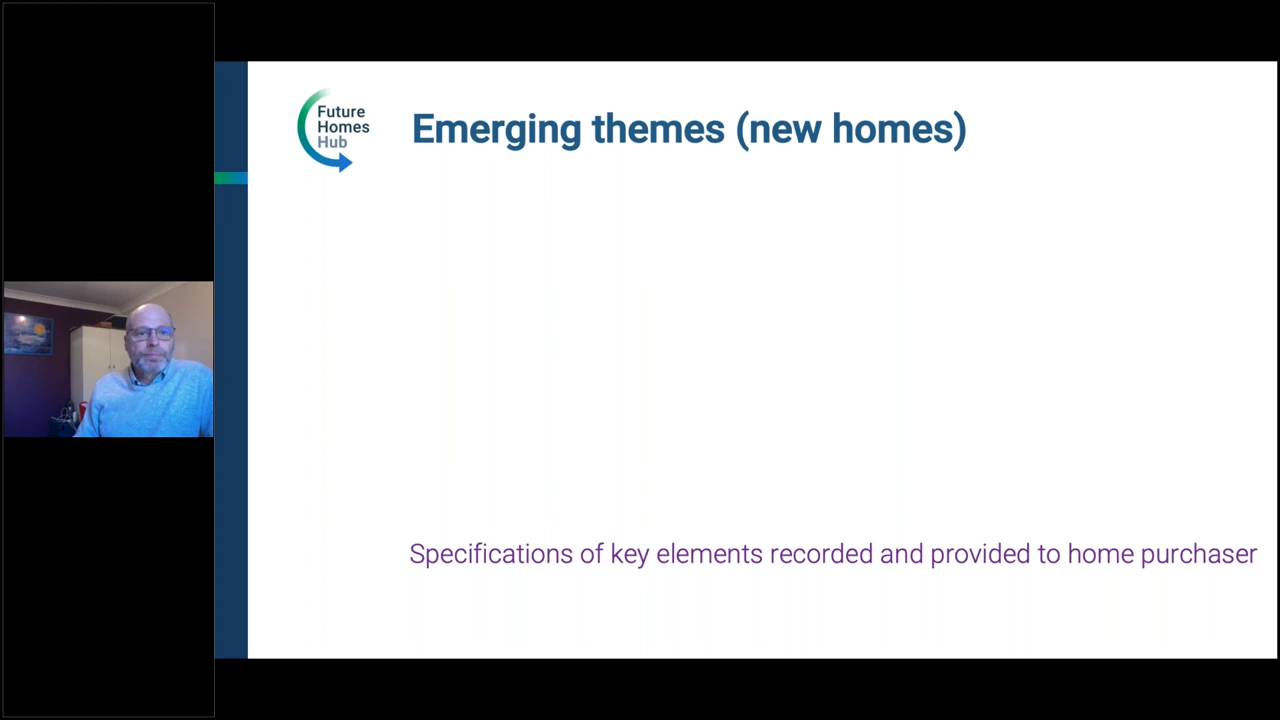 Future
Homes
Hub
Emerging themes (new homes)
Specifications of key elements recorded and provided to home purchaser